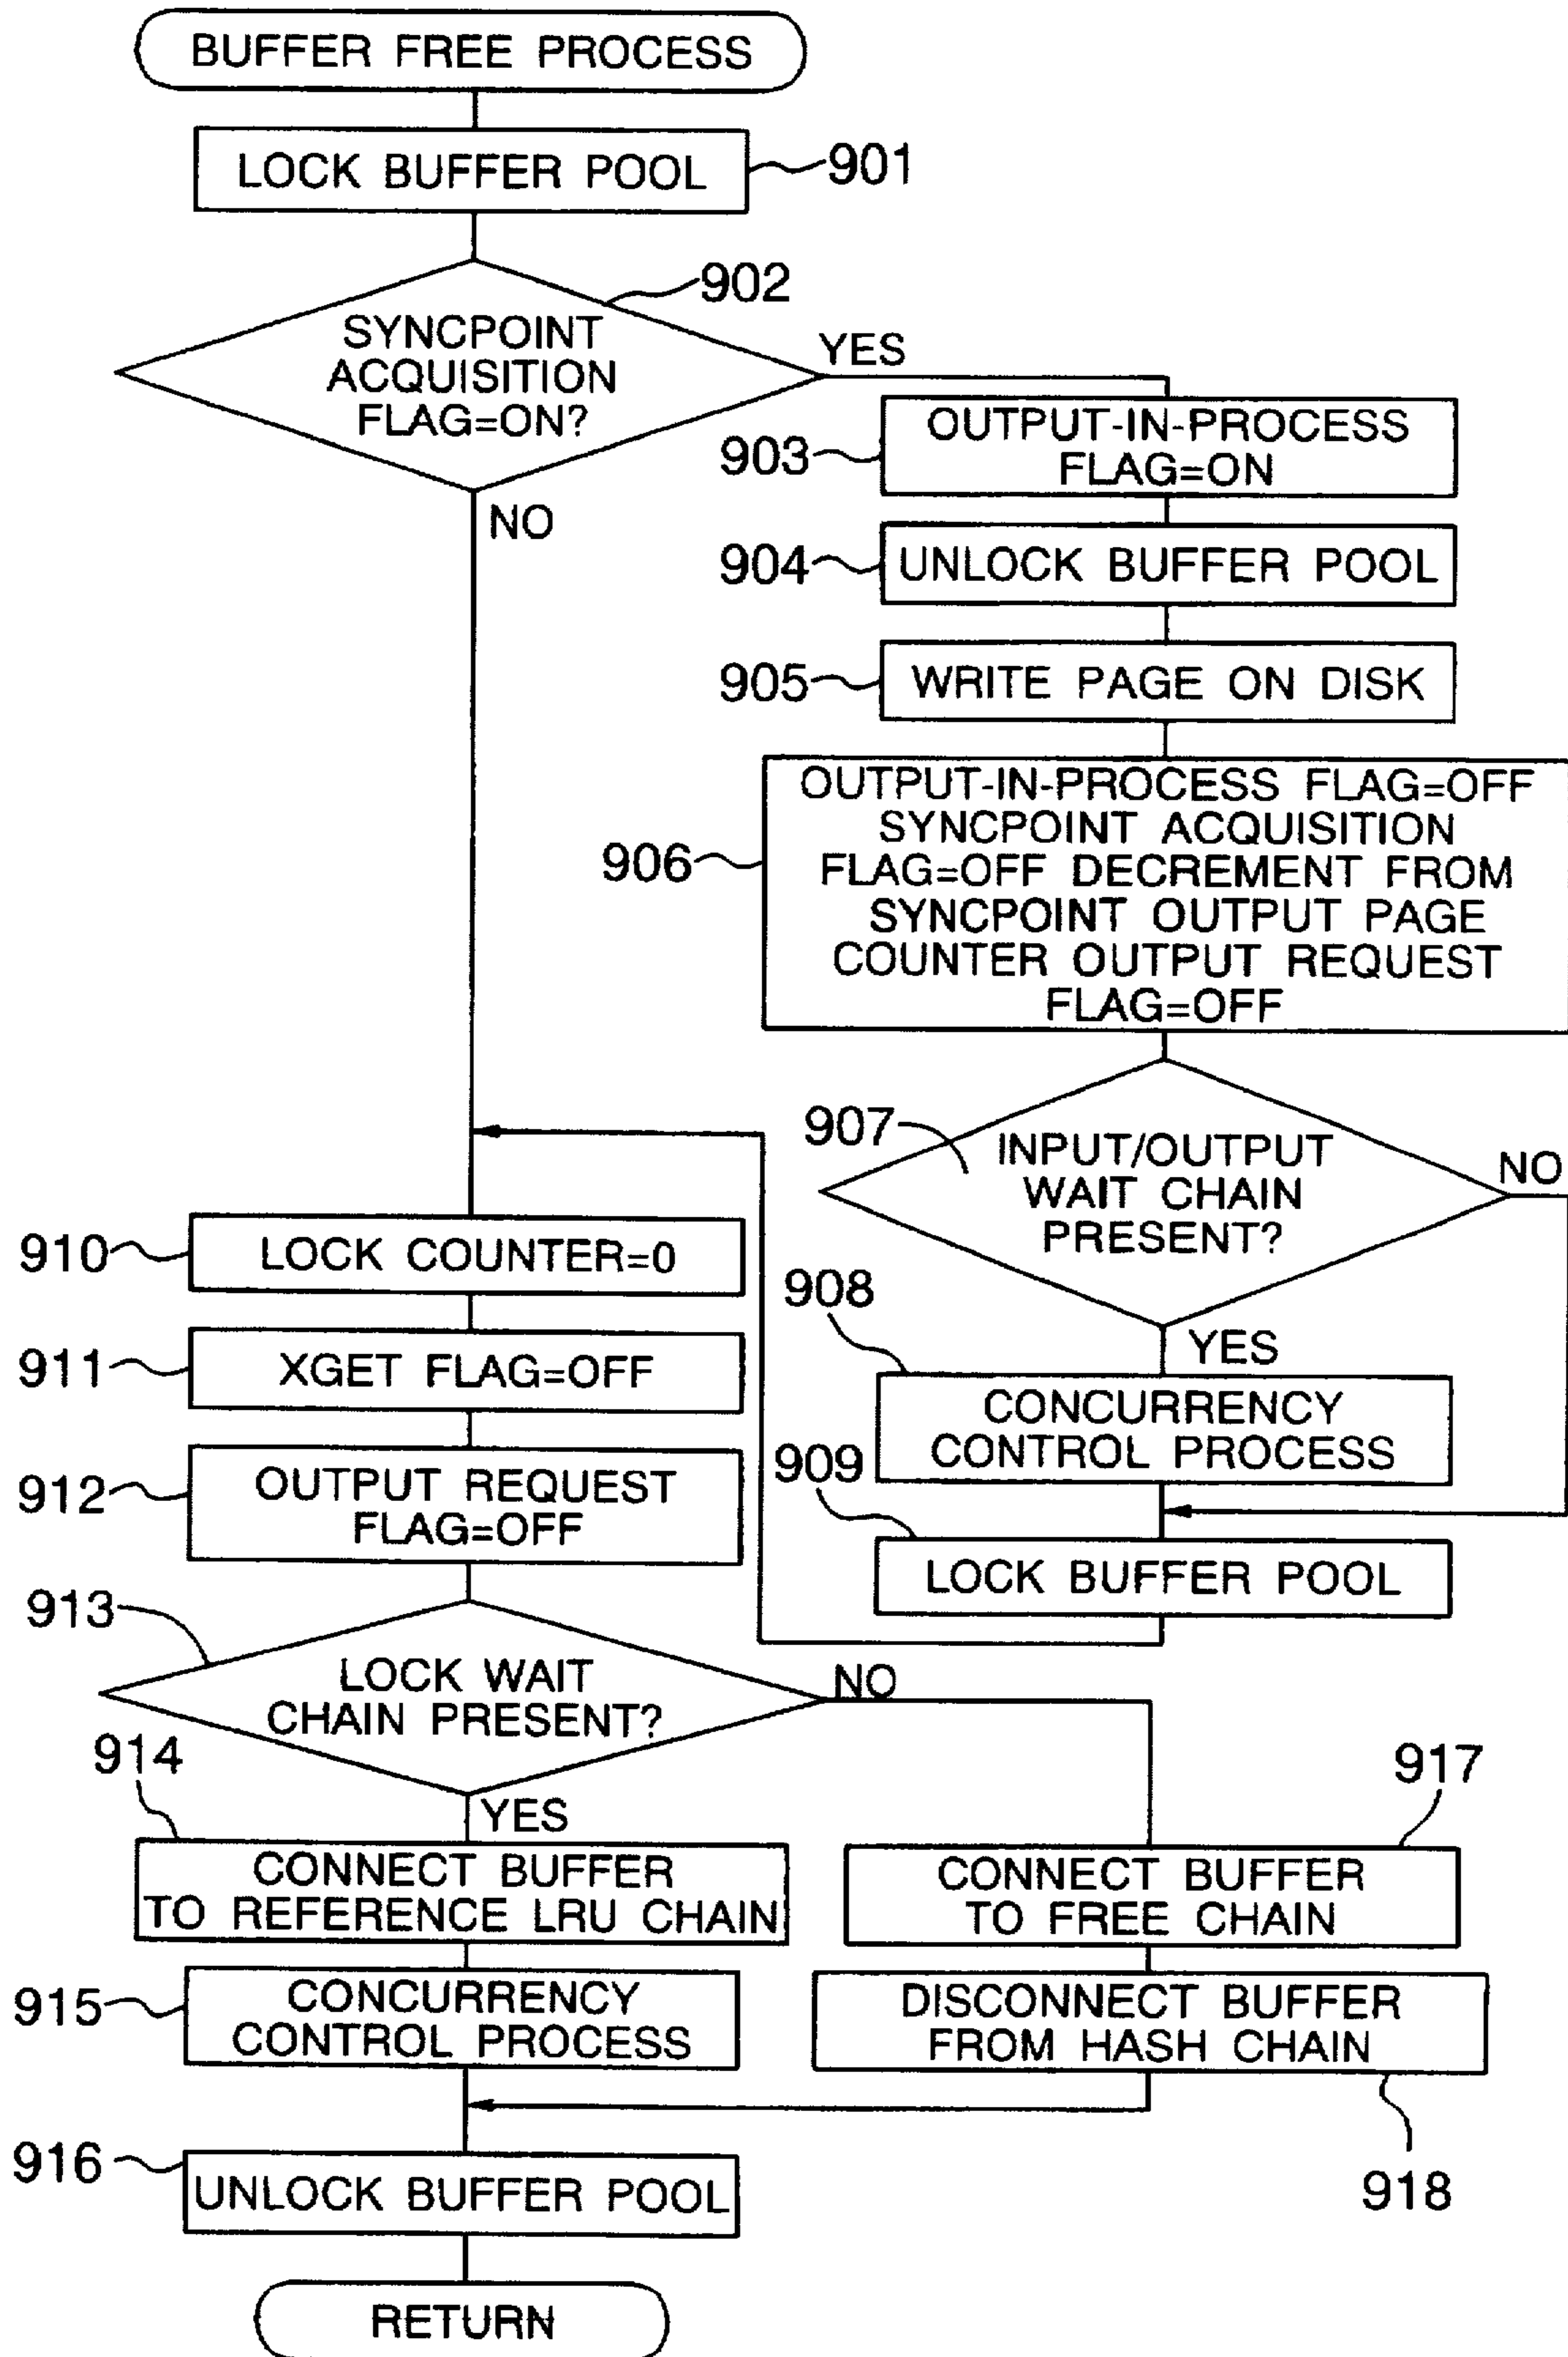 BUFFER FREE PROCESS
LOCK BUFFER POOL
901
902
SYNCPOINT
ACQUISITION
FLAG=ON?
YES
NO
903
OUTPUT-IN-PROCESS
FLAG=ON
904
UNLOCK BUFFER POOL
905
WRITE PAGE ON DISK
906
OUTPUT-IN-PROCESS FLAG=OFF
SYNCPOINT ACQUISITION
FLAG=OFF DECREMENT FROM
SYNCPOINT OUTPUT PAGE
COUNTER OUTPUT REQUEST
FLAG=OFF
907
INPUT/OUTPUT
WAIT CHAIN
PRESENT?
NO
YES
908
CONCURRENCY
CONTROL PROCESS
909
LOCK BUFFER POOL
910
LOCK COUNTER=0
911
XGET FLAG=OFF
912
OUTPUT REQUEST
FLAG=OFF
913
LOCK WAIT
CHAIN PRESENT?
NO
YES
914
CONNECT BUFFER
TO REFERENCE LRU CHAIN
915
CONCURRENCY
CONTROL PROCESS
917
CONNECT BUFFER
TO FREE CHAIN
DISCONNECT BUFFER
FROM HASH CHAIN
918
916
UNLOCK BUFFER POOL
RETURN